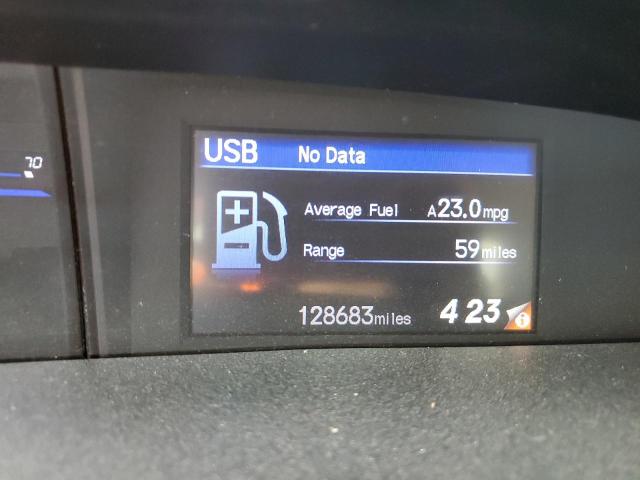 70
USB No Data
Average Fuel A23.0mpg
Range 59miles
128683miles 4 23
i